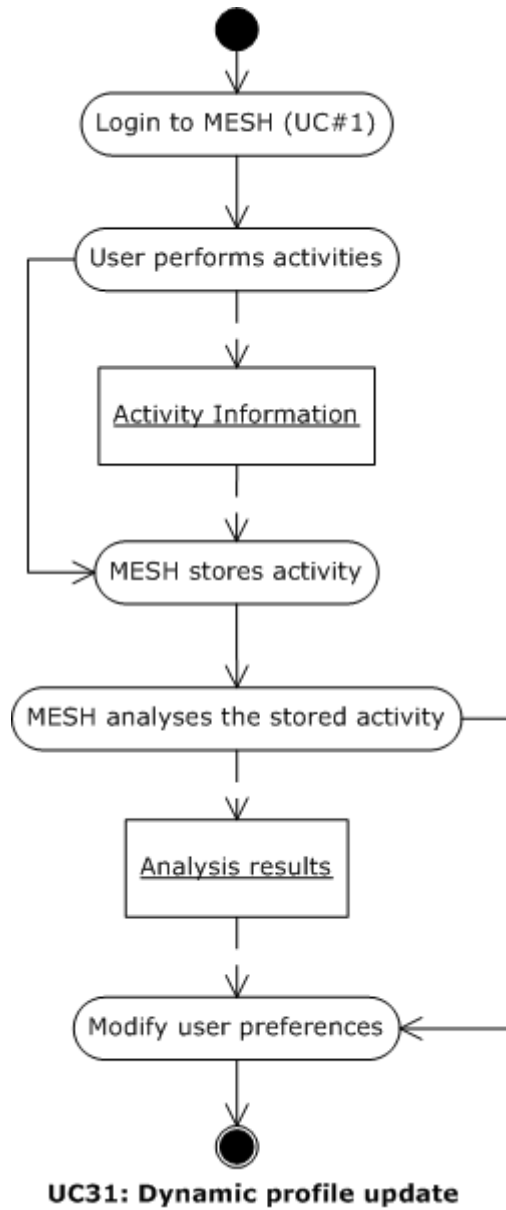 Login to MESH (UC#1)
User performs activities
Activity Information
MESH stores activity
MESH analyses the stored activity
Analysis results
Modify user preferences
UC31: Dynamic profile update